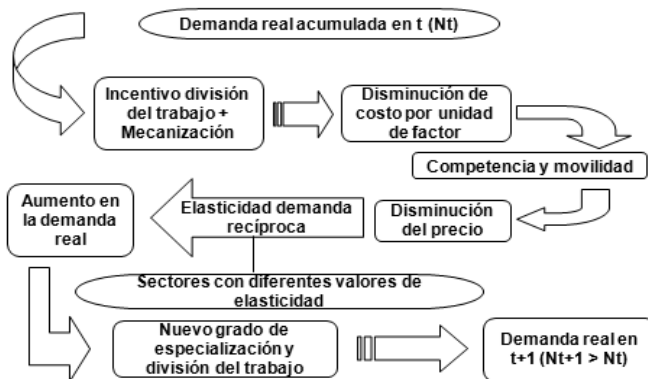 Demanda real acumulada en t (Nt)
Incentivo división
del trabajo +
Mecanización
Disminución de
costo por unidad
de factor
Competencia y movilidad
Disminución
del precio
Elasticidad demanda
recíproca
Aumento en
la demanda
real
Sectores con diferentes valores de
elasticidad
Nuevo grado de
especialización y
división del trabajo
Demanda real en
t+1 (Nt+1 > Nt)